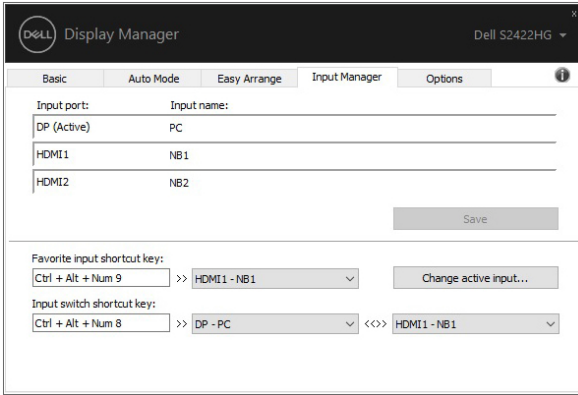 x
DELL Display Manager Dell S2422HG
Basic Auto Mode Easy Arrange Input Manager Options i
Input port: Input name:
DP (Active) PC
HDMI1 NB1
HDMI2 NB2
Save
Favorite input shortcut key:
Ctrl + Alt + Num 9 >> HDMI1 - NB1 Change active input...
Input switch shortcut key:
Ctrl + Alt + Num 8 >> DP - PC <<>> HDMI1 - NB1